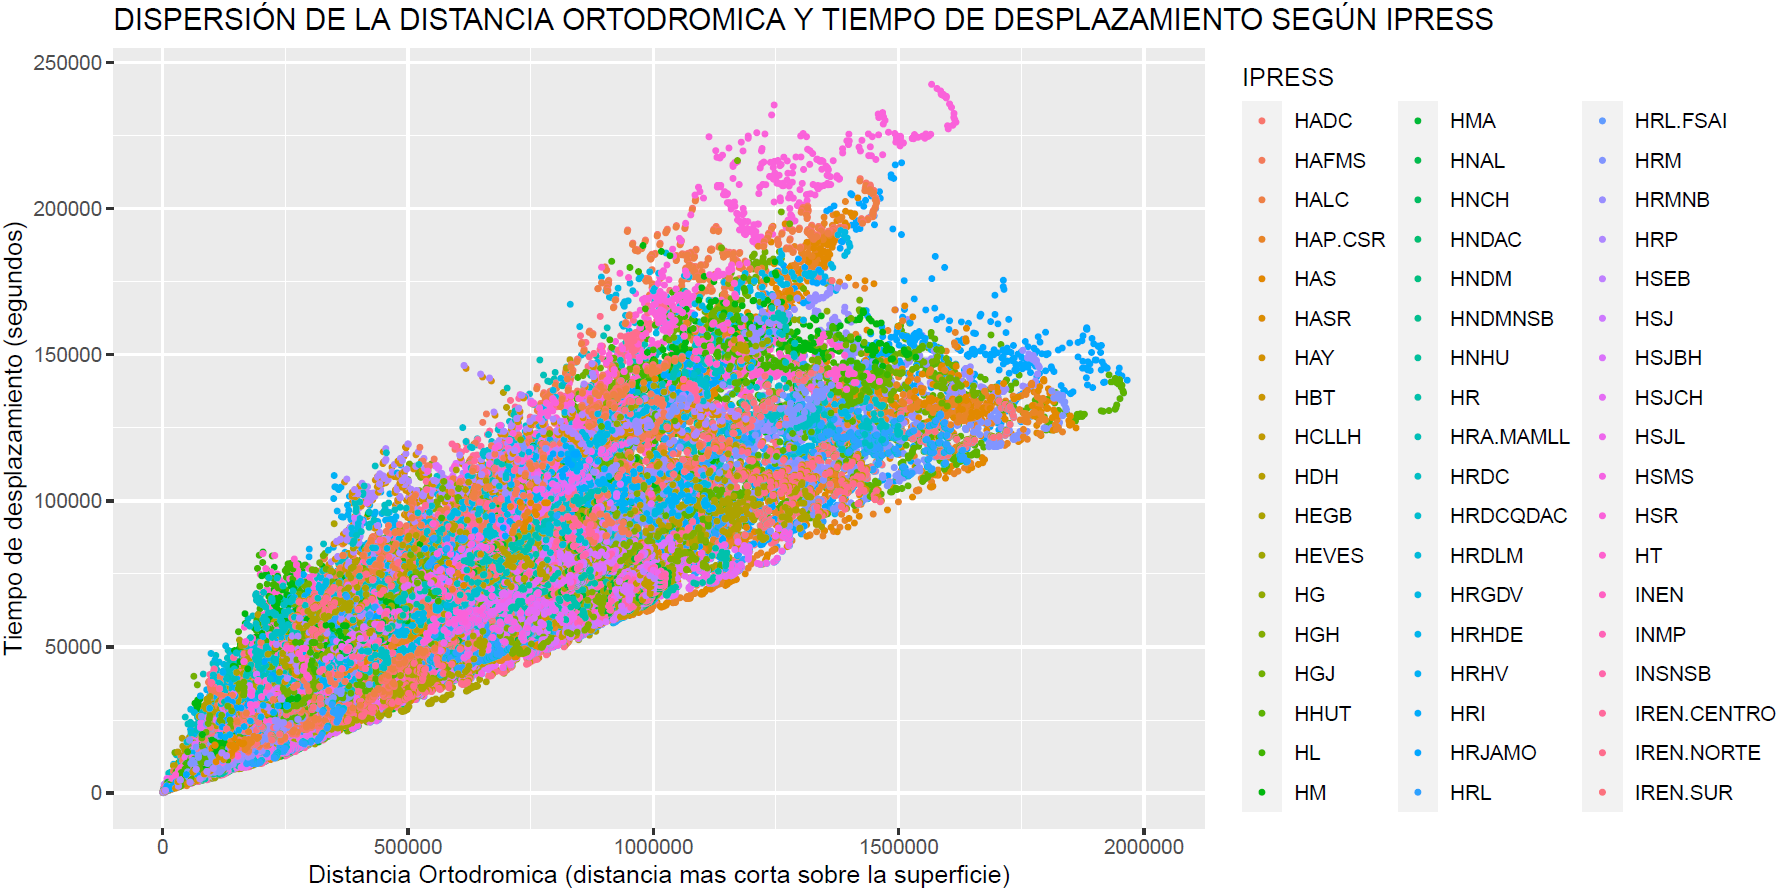 DISPERSIÓN DE LA DISTANCIA ORTODROMICA Y TIEMPO DE DESPLAZAMIENTO SEGÚN IPRESS
Tiempo de desplazamiento (segundos)
250000
200000
150000
100000
50000
0
0
500000
1000000
1500000
2000000
Distancia Ortodromica (distancia mas corta sobre la superficie)
IPRESS
HADC
HAFMS
HALC
HAP.CSR
HAS
HASR
HAY
HBT
HCLLH
HDH
HEGB
HEVES
HG
HGH
HGJ
HHUT
HL
HM
HMA
HNAL
HNCH
HNDAC
HNDM
HNDMNSB
HNHU
HR
HRA.MAMLL
HRDC
HRDCQDAC
HRDLM
HRGDV
HRHDE
HRHV
HRI
HRJAMO
HRL
HRL.FSAI
HRM
HRMNB
HRP
HSEB
HSJ
HSJBH
HSJCH
HSJL
HSMS
HSR
HT
INEN
INMP
INSNSB
IREN.CENTRO
IREN.NORTE
IREN.SUR